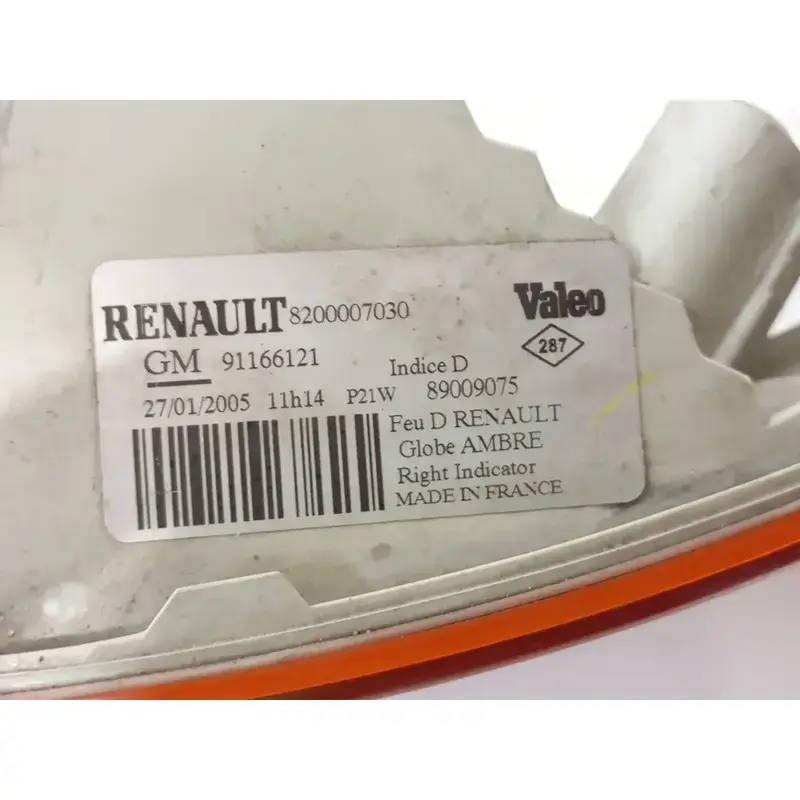 RENAULT 8200007030 Valeo
287
GM 91166121 Indice D
27/01/2005 11h14 P21W 89009075
Feu D RENAULT
Globe AMBRE
Right Indicator
MADE IN FRANCE